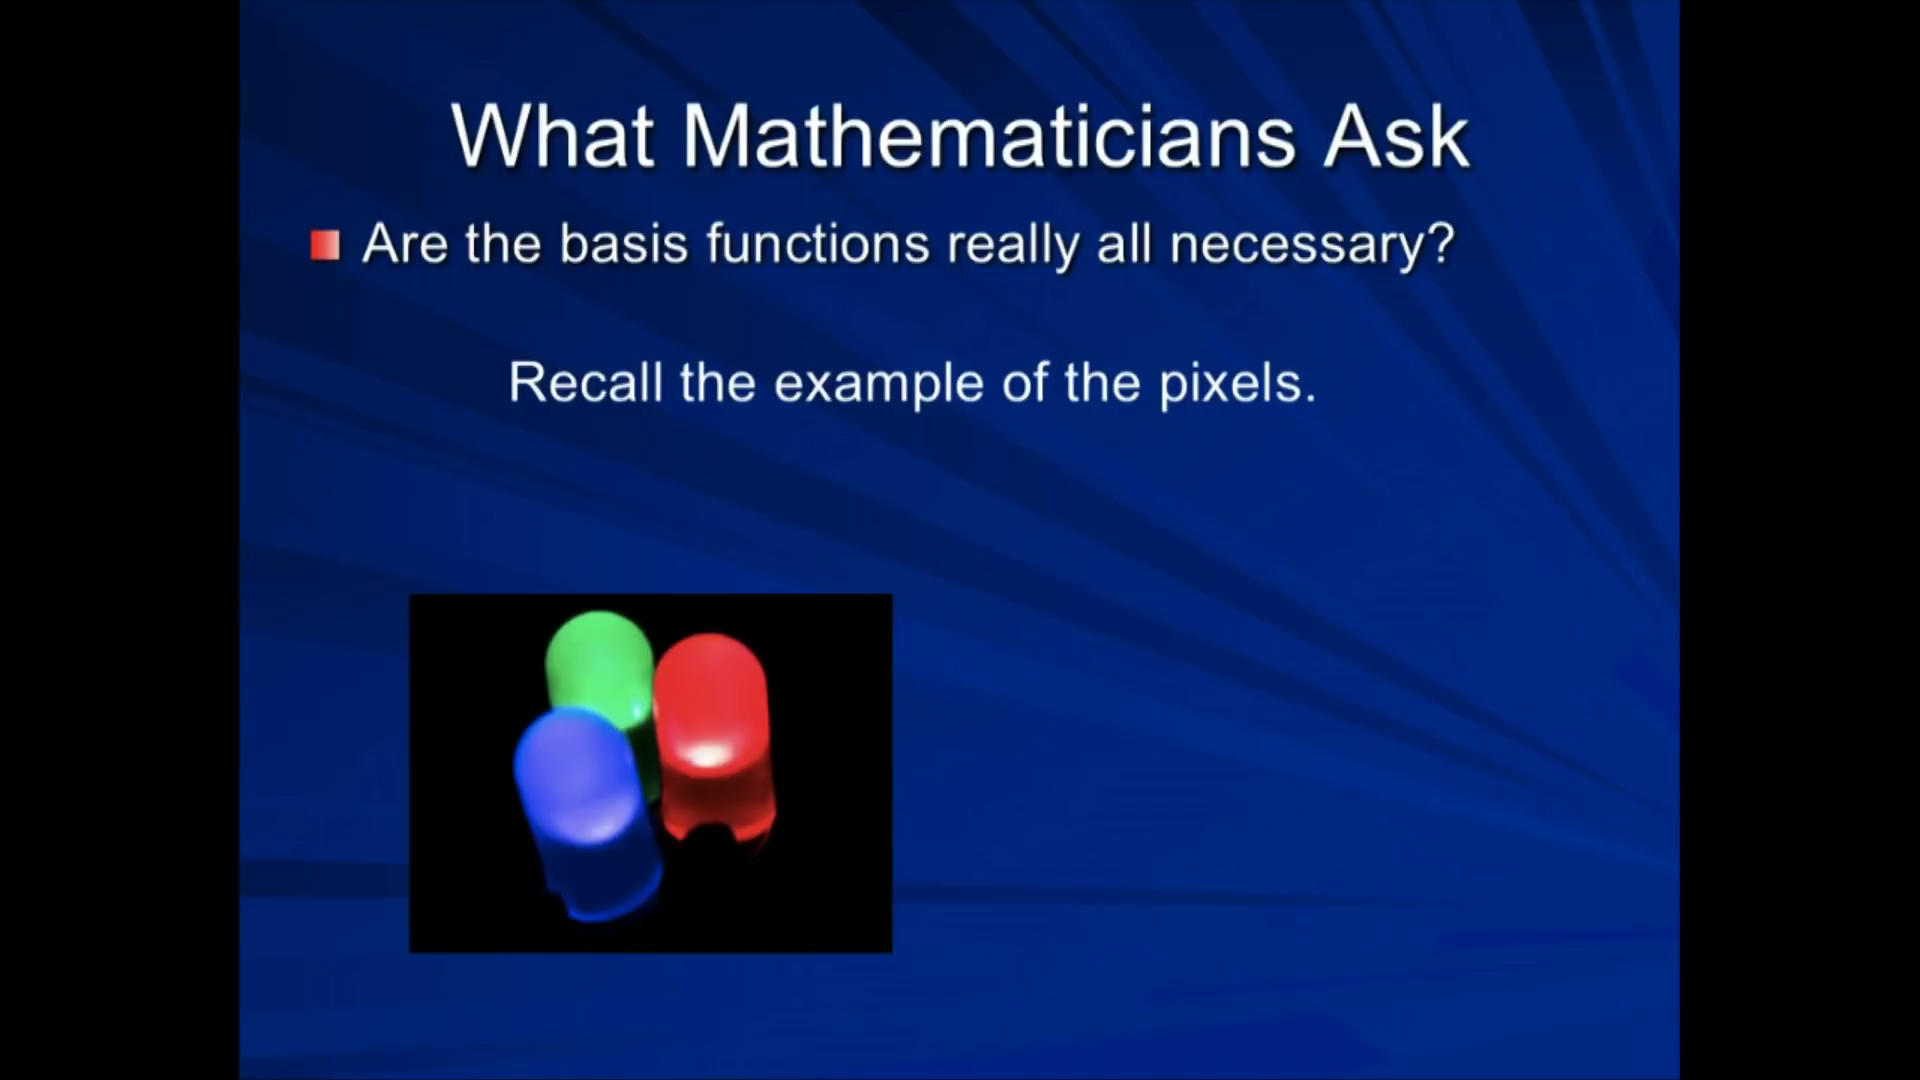 What Mathematicians Ask
Are the basis functions really all necessary?
Recall the example of the pixels.